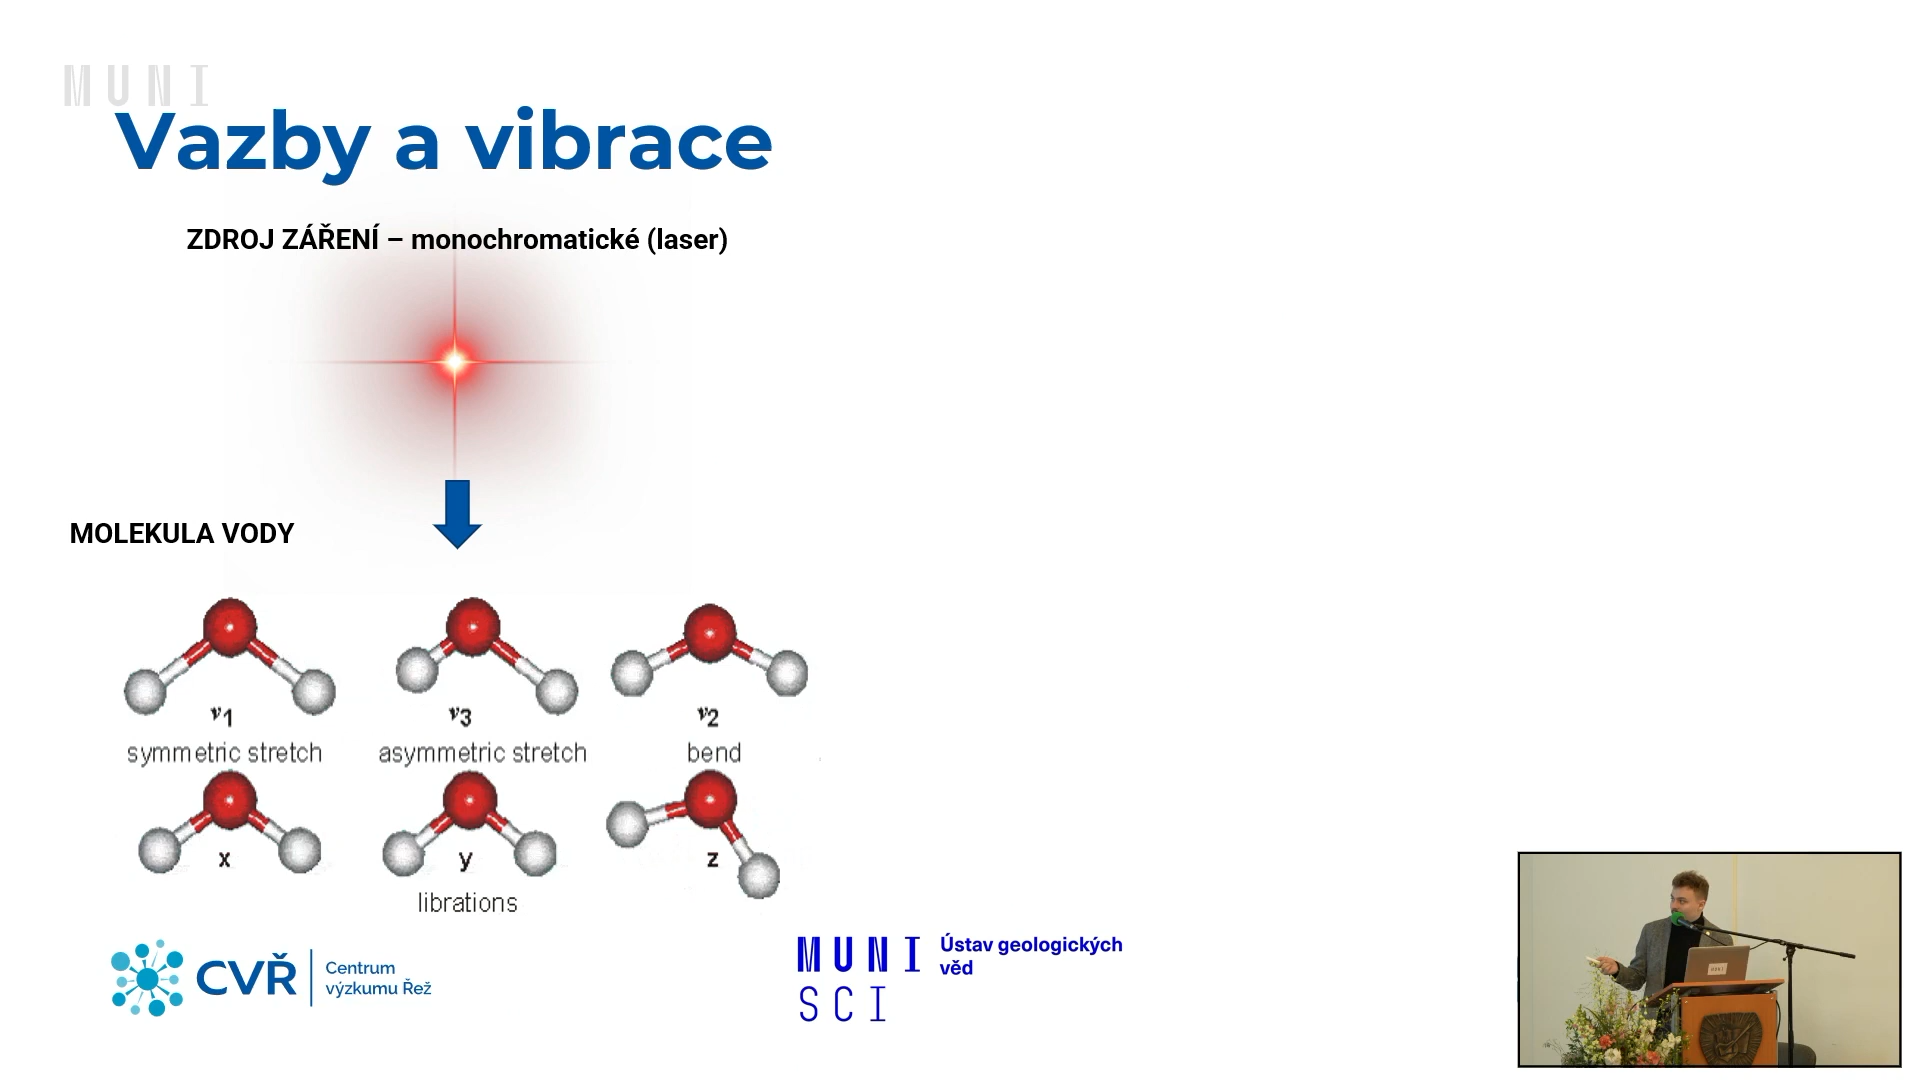 MUNI
Vazby a vibrace
ZDROJ ZÁŘENÍ – monochromatické (laser)
MOLEKULA VODY
ν1
ν3
ν2
symmetric stretch
asymmetric stretch
bend
x
y
z
librations
CVŘ
Centrum
výzkumu Řež
MUNI
SCI
Ústav geologických
věd
MUNI